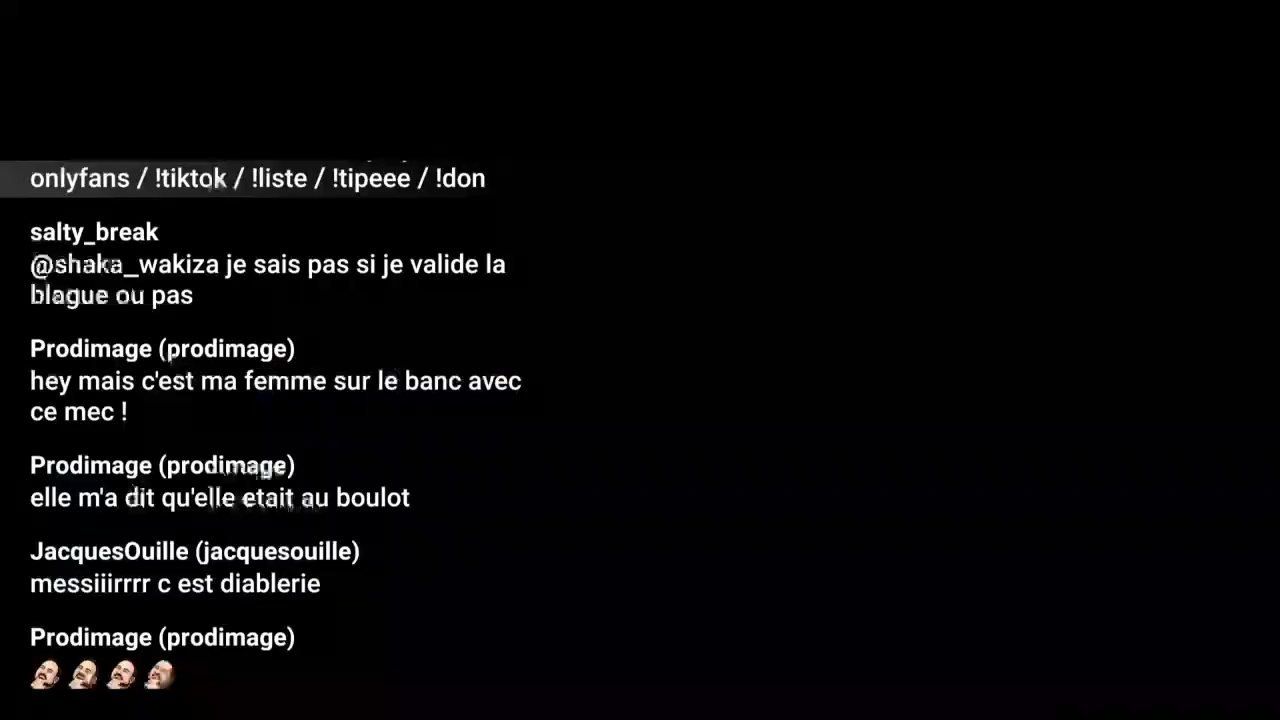 onlyfans / !tiktok / !liste / !tipeee / !don
salty_break
@shaka_wakiza je sais pas si je valide la
blague ou pas
Prodimage (prodimage)
hey mais c'est ma femme sur le banc avec
ce mec !
Prodimage (prodimage)
elle m'a dit qu'elle etait au boulot
JacquesOuille (jacquesouille)
messiiirrrr c est diablerie
Prodimage (prodimage)